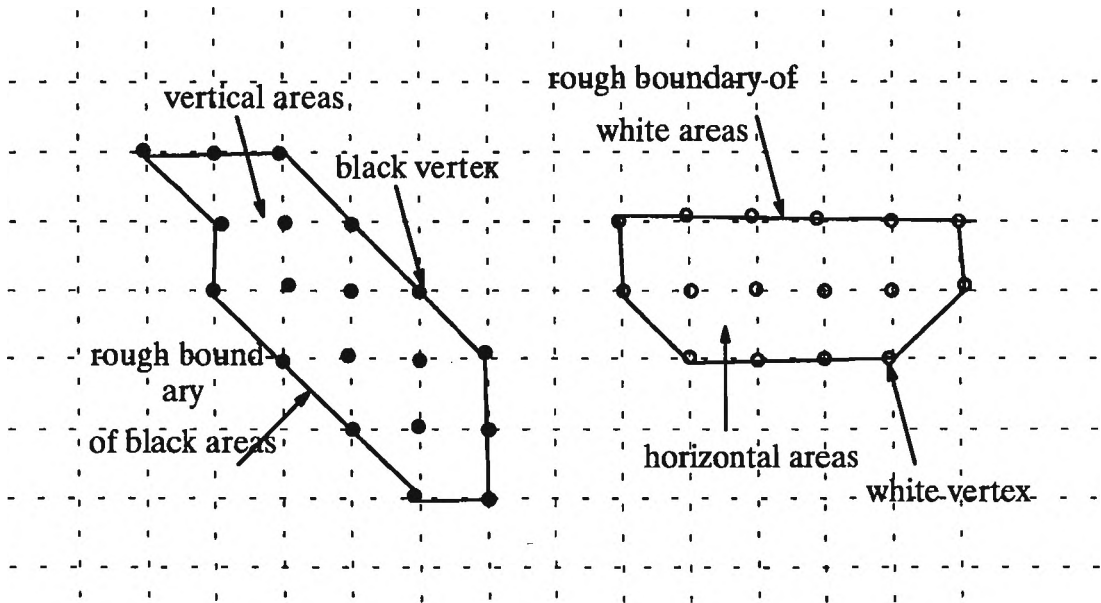 vertical areas
black vertex
rough bound-
ary
of black areas
rough boundary of
white areas
horizontal areas
white vertex